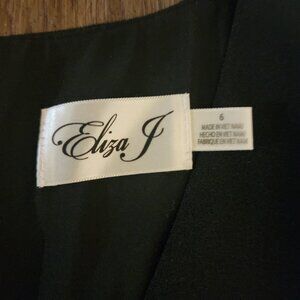 Eliza J
6
MADE IN VIET NAM
HECHO EN VIET NAM
FABRIQUE EN VIET NAM